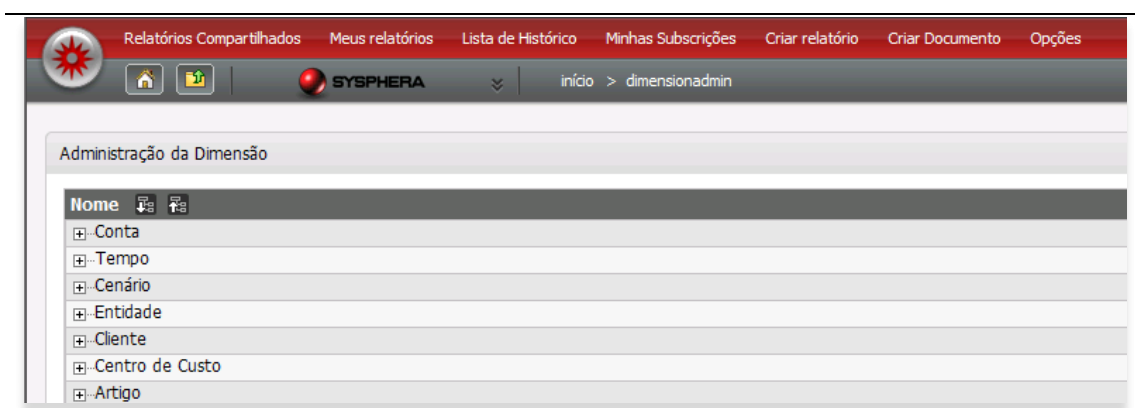 Relatórios Compartilhados Meus relatórios Lista de Histórico Minhas Subscrições Criar relatório Criar Documento Opções
SYSPHERA início > dimensionadmin
Administração da Dimensão
Nome
Conta
Tempo
Cenário
Entidade
Cliente
Centro de Custo
Artigo